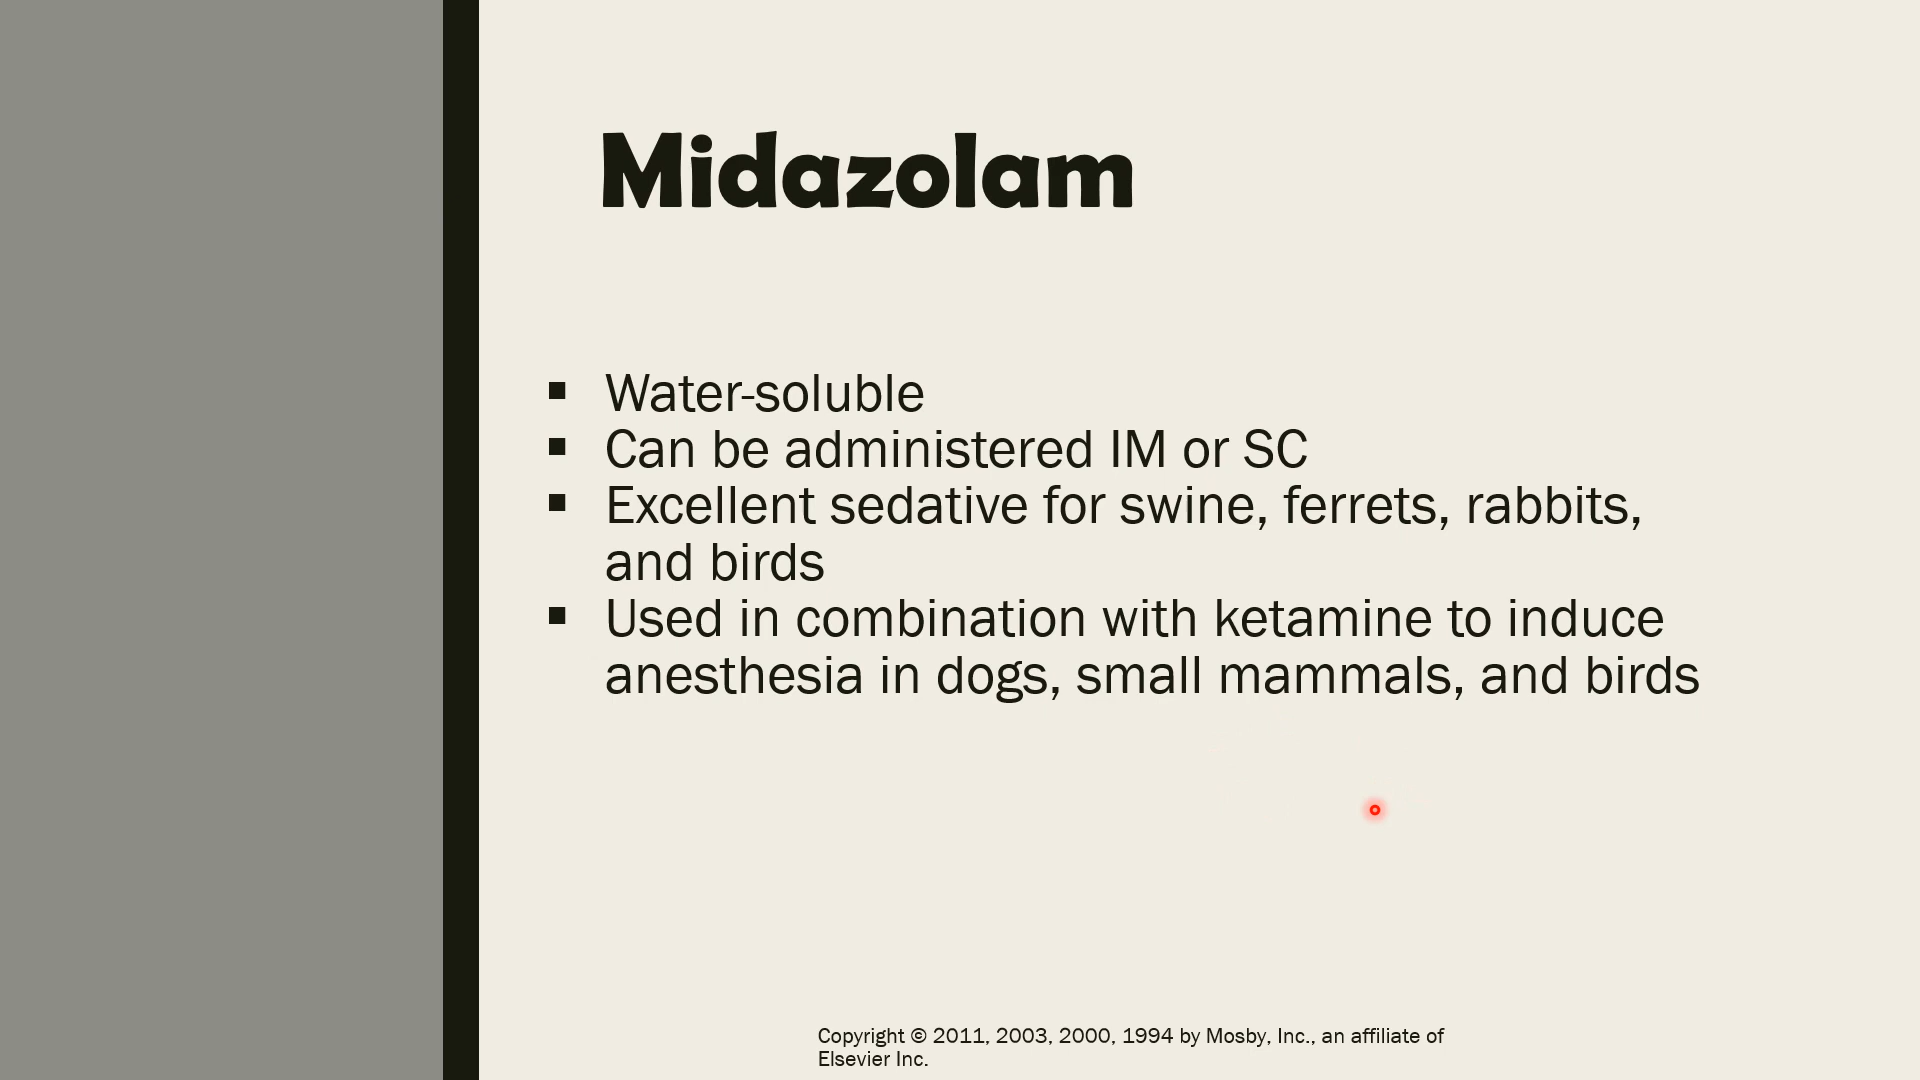 Midazolam
▪ Water-soluble
▪ Can be administered IM or SC
▪ Excellent sedative for swine, ferrets, rabbits,
and birds
▪ Used in combination with ketamine to induce
anesthesia in dogs, small mammals, and birds
Copyright © 2011, 2003, 2000, 1994 by Mosby, Inc., an affiliate of
Elsevier Inc.